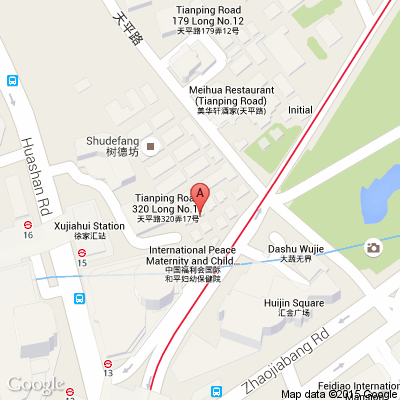 Tianping Road
179 Long No.12
天平路179弄12号
天平路
Meihua Restaurant
(Tianping Road)
美华轩酒家(天平路)
Initial
Shudefang
树德坊
Huashan Rd
Tianping Road
320 Long No.1
天平路320弄17号
A
Xujiahui Station
徐家汇站
16
15
International Peace
Maternity and Child..
中国福利会国际
和平妇幼保健院
Dashu Wujie
大蔬无界
Huijin Square
汇金广场
Zhaojiabang Rd
13
14
Feidiao Internation
Mansion
Google
Map data ©2015 Google